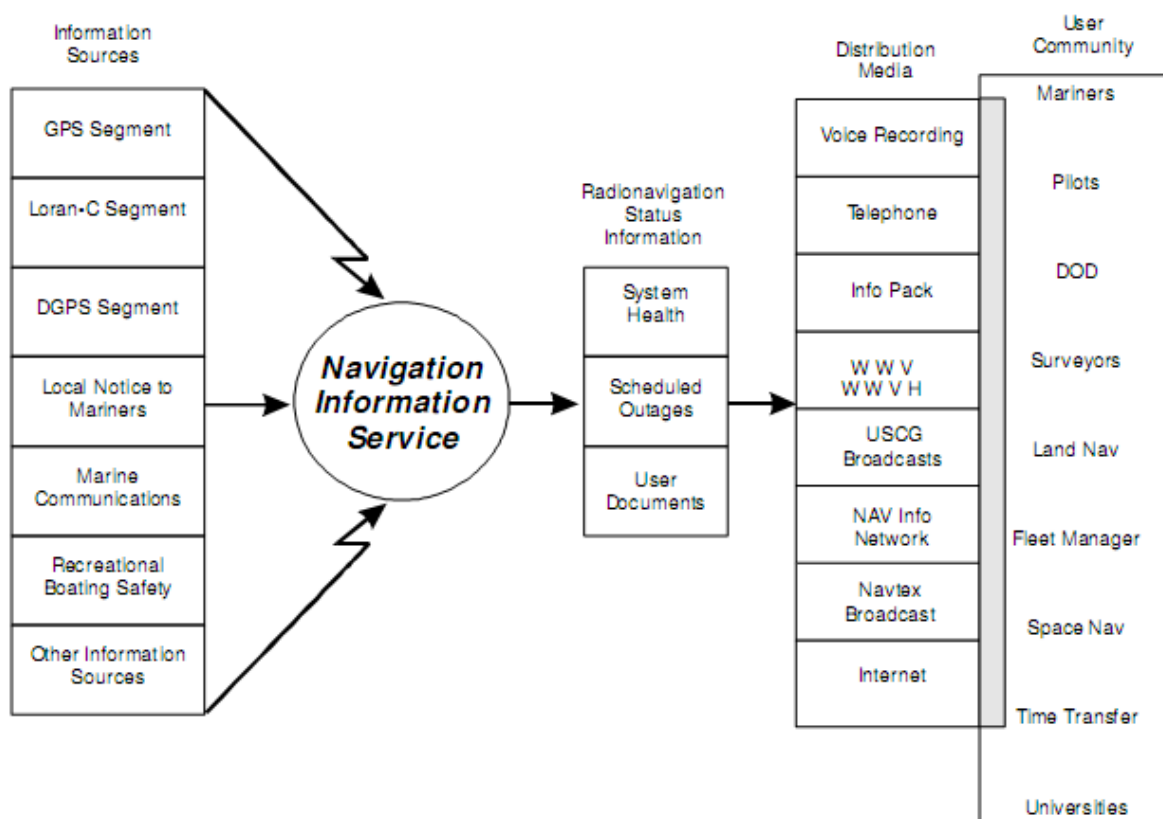 Information
Sources
GPS Segment
Loran-C Segment
DGPS Segment
Local Notice to
Mariners
Marine
Communications
Recreational
Boating Safety
Other Information
Sources
Navigation
Information
Service
Radionavigation
Status
Information
System
Health
Scheduled
Outages
User
Documents
Distribution
Media
Voice Recording
Telephone
Info Pack
W W V
W W V H
USCG
Broadcasts
NAV Info
Network
Navtex
Broadcast
Internet
User
Community
Mariners
Pilots
DOD
Surveyors
Land Nav
Fleet Manager
Space Nav
Time Transfer
Universities